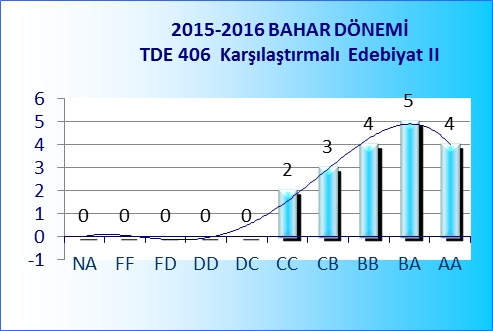 2015-2016 BAHAR DÖNEMİ
TDE 406 Karşılaştırmalı Edebiyat II
6
5
4
3
2
1
0
-1
0 0 0 0 0 2 3 4 5 4
NA FF FD DD DC CC CB BB BA AA